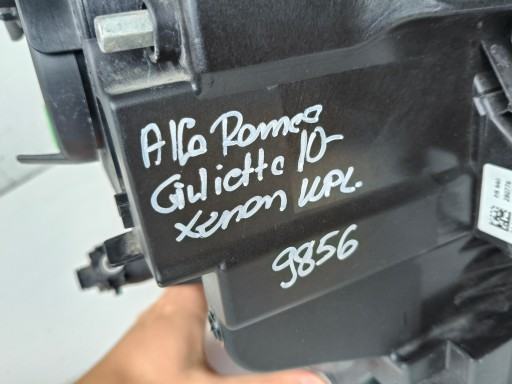 Alfa Romeo
Giulietta 10-
Xenon KPL.
9856